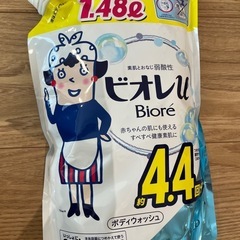 1.48ℓ
素肌とおなじ弱酸性
ビオレu
Bioré
赤ちゃんの肌にも使える
すべすべ健康素肌に
約4.4
ボディウォッシュ